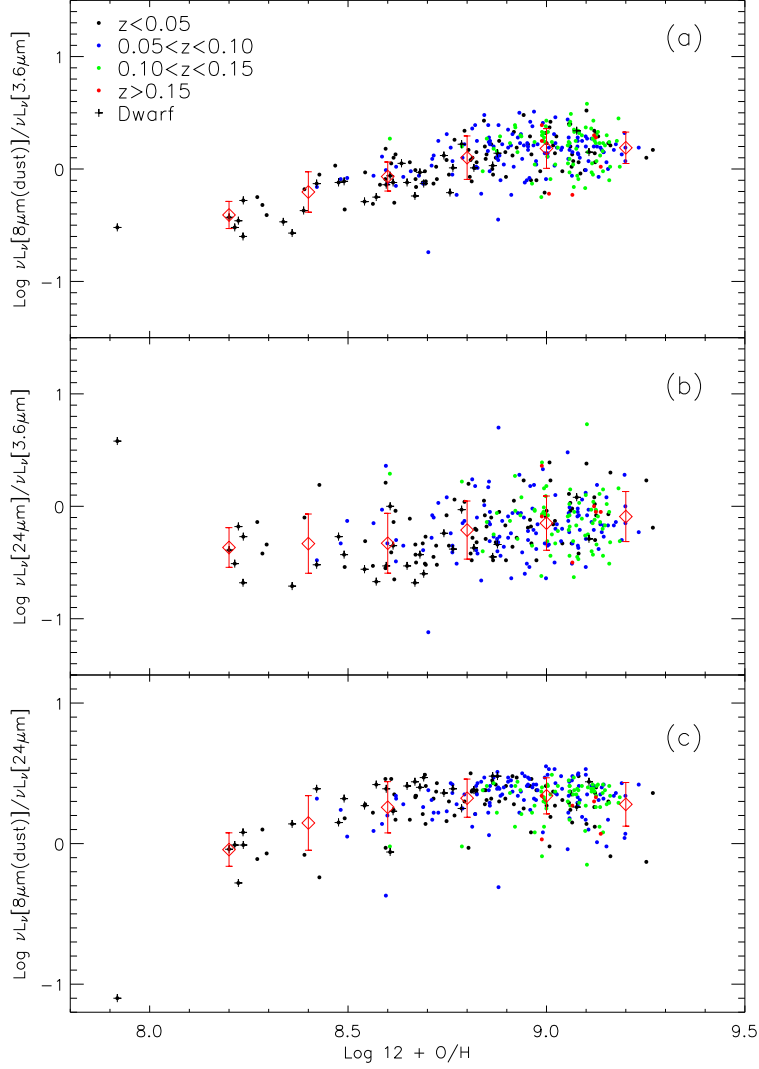 z<0.05
0.05<z<0.10
0.10<z<0.15
z>0.15
Dwarf
(a)
1
0
−1
Log νLν[8μm(dust)]/νLν[3.6μm]
(b)
1
0
−1
Log νLν[24μm]/νLν[3.6μm]
(c)
1
0
−1
Log νLν[8μm(dust)]/νLν[24μm]
8.0 8.5 9.0 9.5
Log 12 + O/H